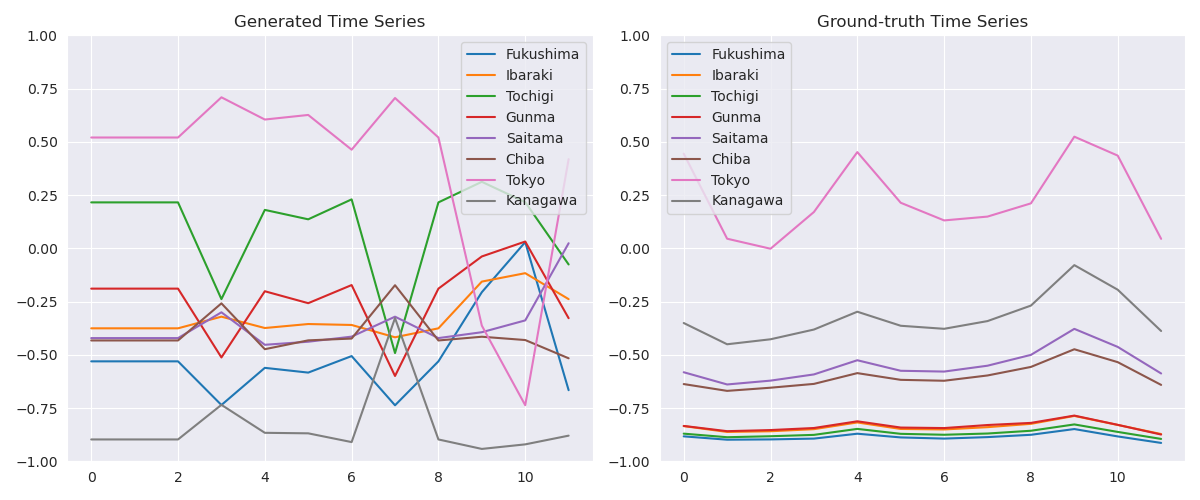 Generated Time Series
1.00
0.75
0.50
0.25
0.00
−0.25
−0.50
−0.75
−1.00
0 2 4 6 8 10
Fukushima
Ibaraki
Tochigi
Gunma
Saitama
Chiba
Tokyo
Kanagawa
Ground-truth Time Series
1.00
0.75
0.50
0.25
0.00
−0.25
−0.50
−0.75
−1.00
0 2 4 6 8 10
Fukushima
Ibaraki
Tochigi
Gunma
Saitama
Chiba
Tokyo
Kanagawa